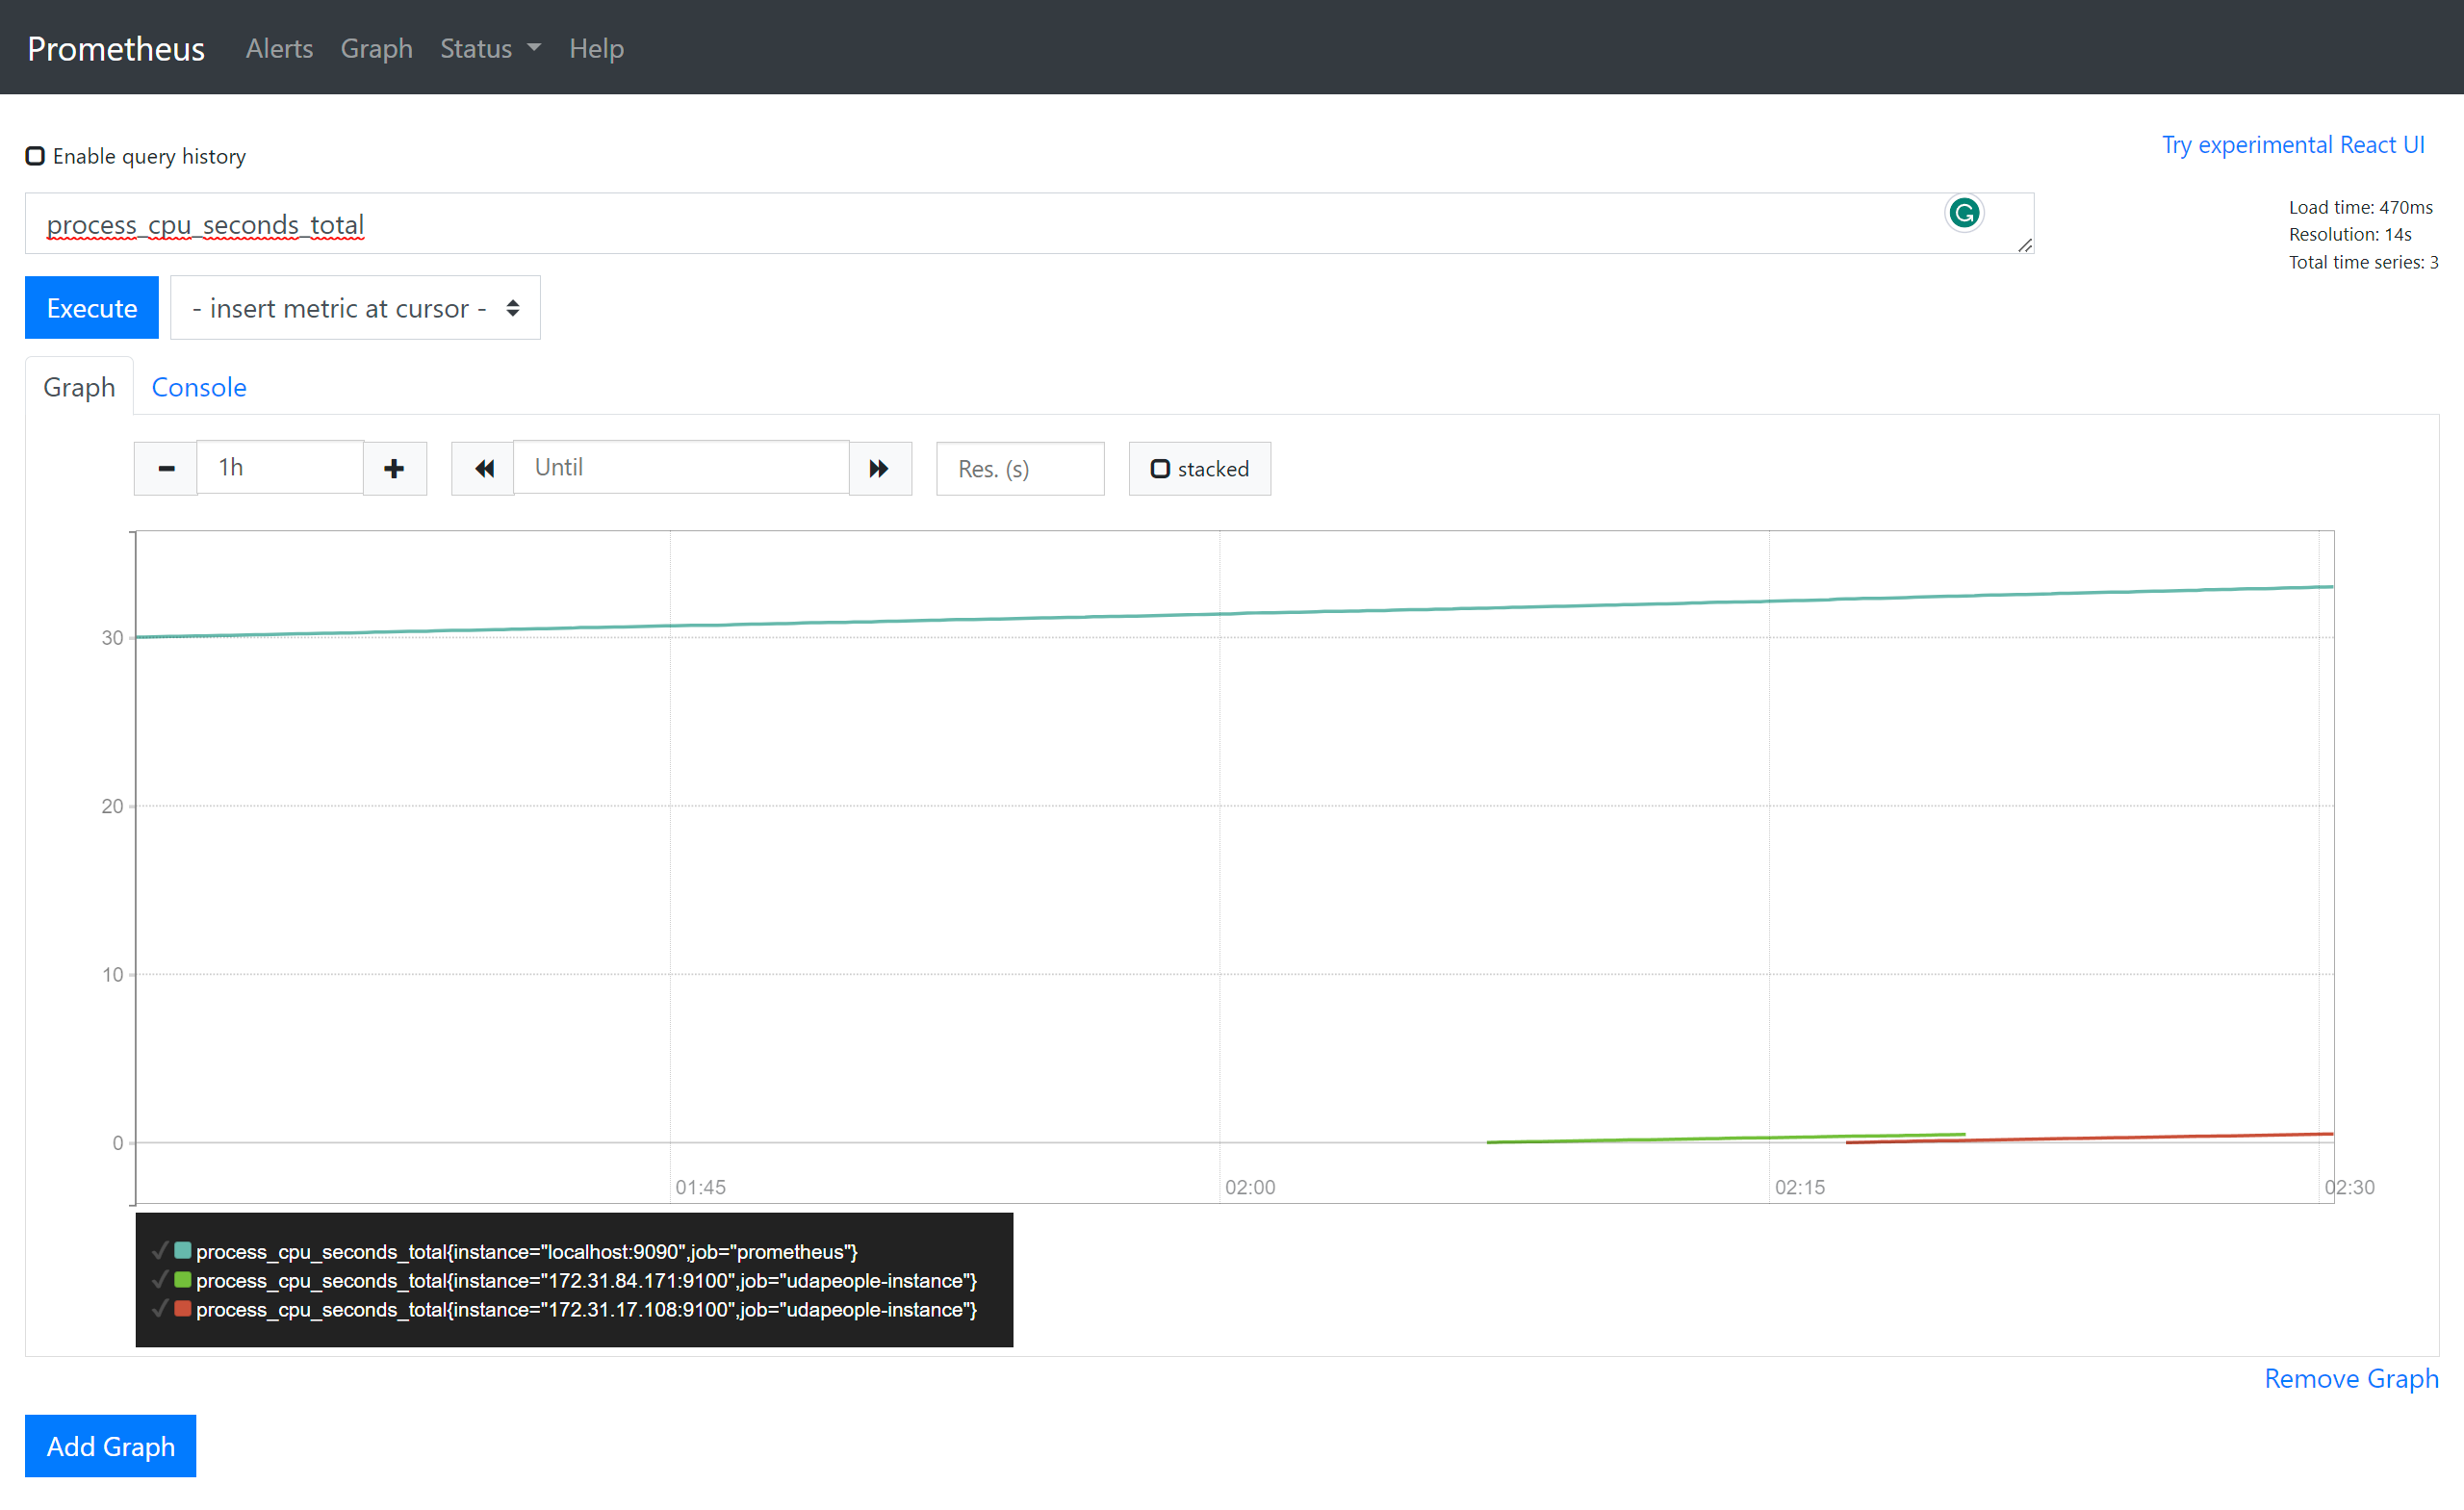 Prometheus Alerts Graph Status Help
Try experimental React UI
Enable query history
process_cpu_seconds_total
Load time: 470ms
Resolution: 14s
Total time series: 3
Execute - insert metric at cursor -
Graph Console
1h Until Res. (s) stacked
30
20
10
0
01:45 02:00 02:15 02:30
process_cpu_seconds_total{instance="localhost:9090",job="prometheus"}
process_cpu_seconds_total{instance="172.31.84.171:9100",job="udapeople-instance"}
process_cpu_seconds_total{instance="172.31.17.108:9100",job="udapeople-instance"}
Remove Graph
Add Graph